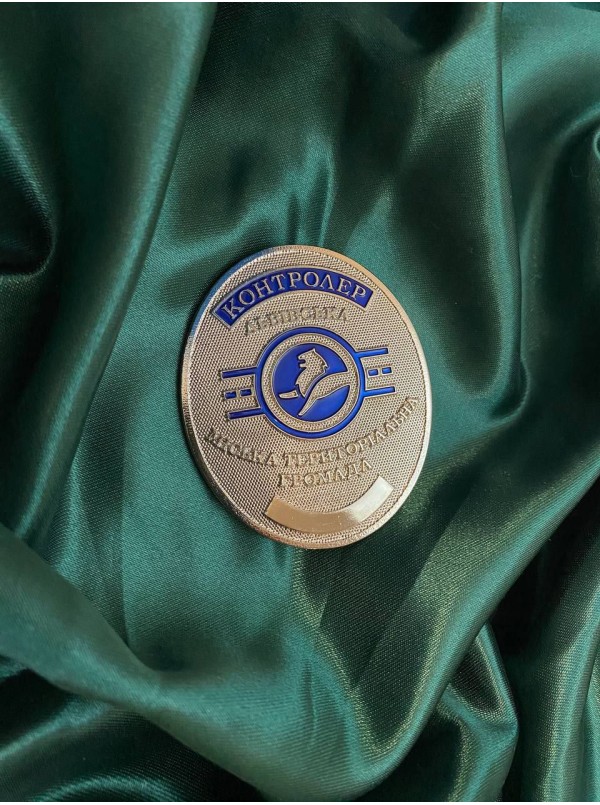 КОНТРОЛЕР
ЛЬВІВСЬКА
МІСЬКА ТЕРИТОРІАЛЬНА
ГРОМАДА